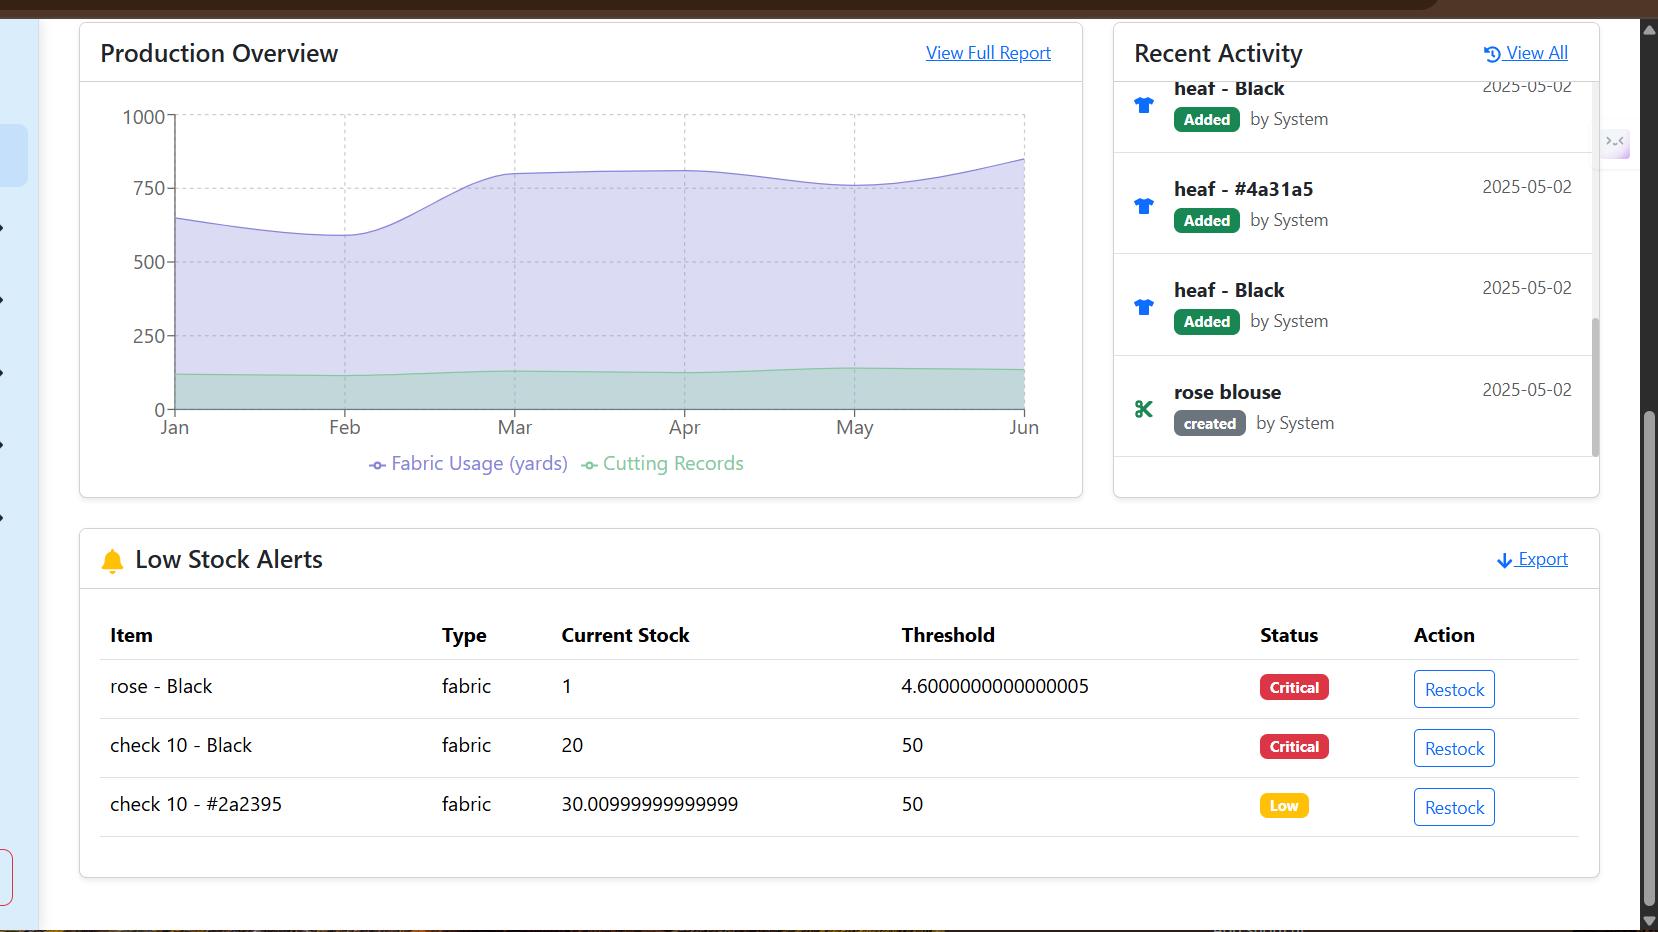 Production Overview
View Full Report
1000
750
500
250
0
Jan Feb Mar Apr May Jun
Fabric Usage (yards) Cutting Records
Recent Activity
View All
heaf - Black
2025-05-02
Added by System
heaf - #4a31a5
2025-05-02
Added by System
heaf - Black
2025-05-02
Added by System
rose blouse
2025-05-02
created by System
Low Stock Alerts
Export
Item Type Current Stock Threshold Status Action
rose - Black fabric 1 4.6000000000000005 Critical Restock
check 10 - Black fabric 20 50 Critical Restock
check 10 - #2a2395 fabric 30.00999999999999 50 Low Restock